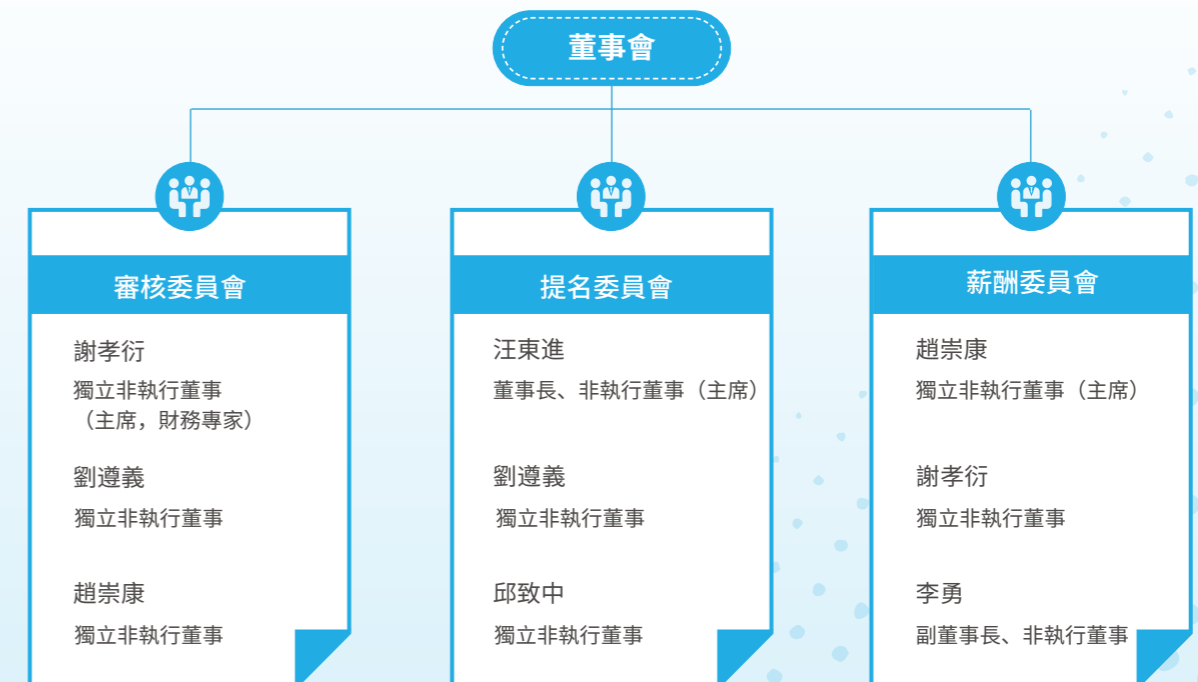 董事會
審核委員會
謝孝衍
獨立非執行董事
（主席，財務專家）
劉遵義
獨立非執行董事
趙崇康
獨立非執行董事
提名委員會
汪東進
董事長、非執行董事（主席）
劉遵義
獨立非執行董事
邱致中
獨立非執行董事
薪酬委員會
趙崇康
獨立非執行董事（主席）
謝孝衍
獨立非執行董事
李勇
副董事長、非執行董事